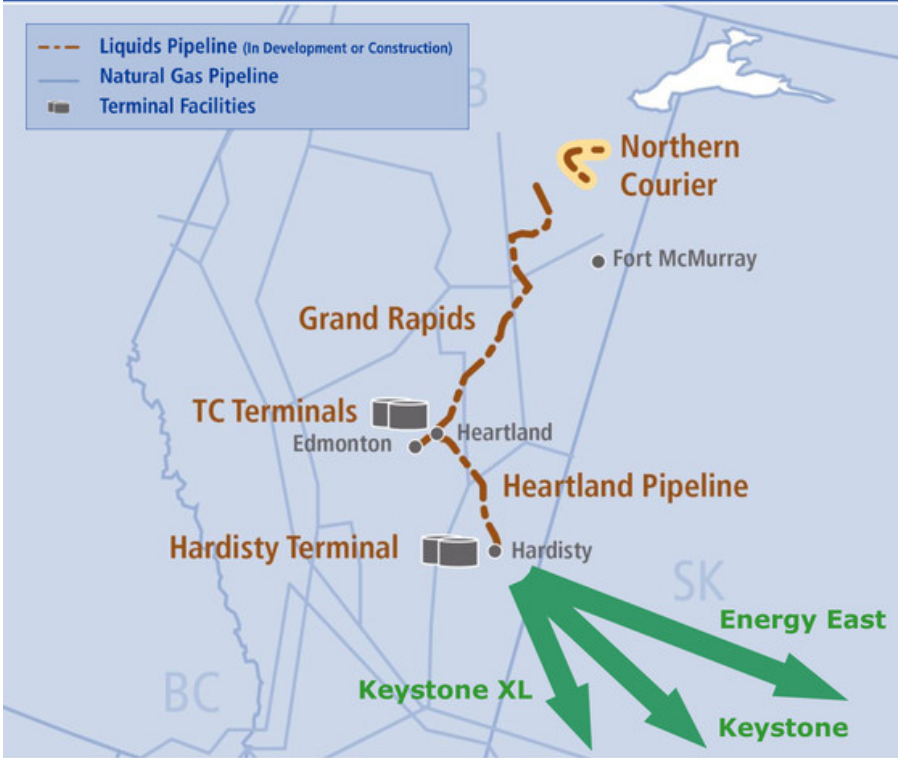 Liquids Pipeline (In Development or Construction)
Natural Gas Pipeline
Terminal Facilities
B
Northern
Courier
Fort McMurray
Grand Rapids
TC Terminals
Heartland
Edmonton
Heartland Pipeline
Hardisty Terminal
Hardisty
SK
Energy East
BC
Keystone XL
Keystone